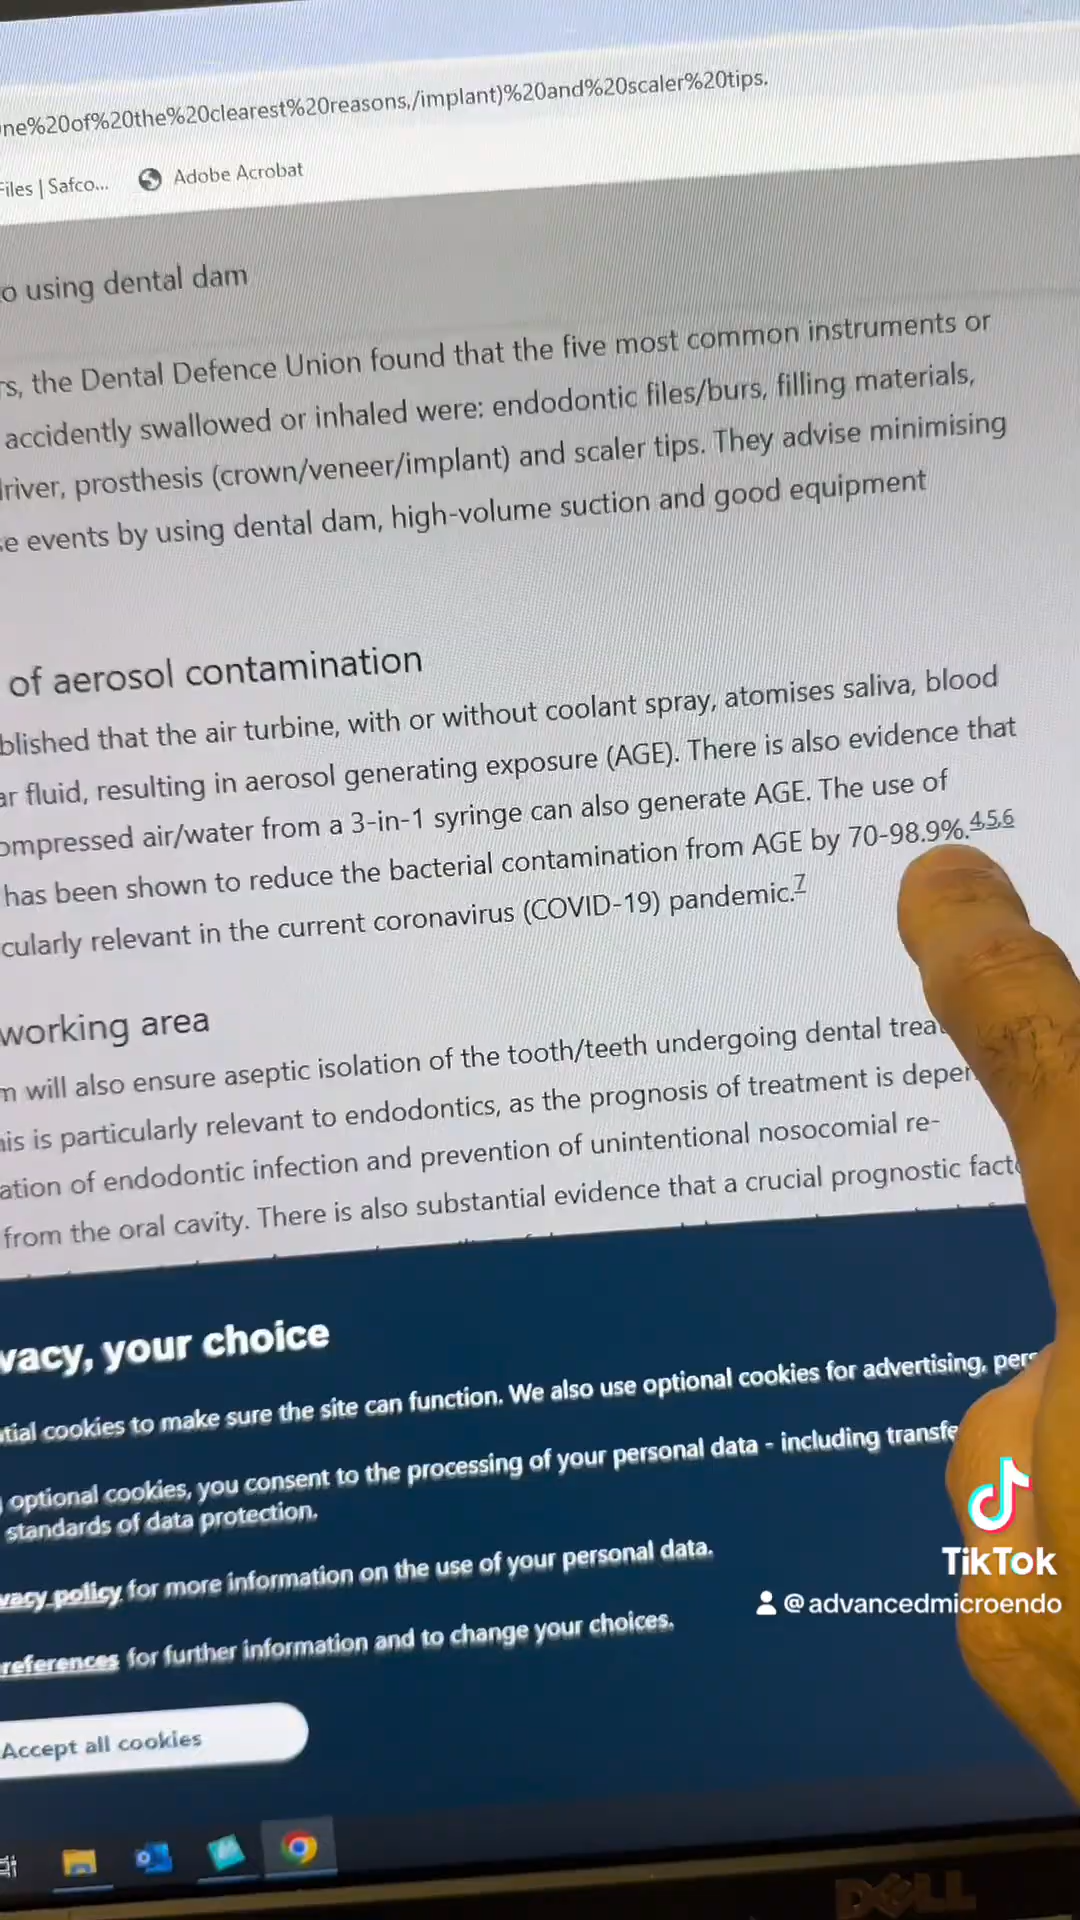 ne%20of%20the%20clearest%20reasons,/implant)%20and%20scaler%20tips.
Files | Safco... Adobe Acrobat
o using dental dam
rs, the Dental Defence Union found that the five most common instruments or
accidently swallowed or inhaled were: endodontic files/burs, filling materials,
driver, prosthesis (crown/veneer/implant) and scaler tips. They advise minimising
se events by using dental dam, high-volume suction and good equipment
of aerosol contamination
blished that the air turbine, with or without coolant spray, atomises saliva, blood
ar fluid, resulting in aerosol generating exposure (AGE). There is also evidence that
ompressed air/water from a 3-in-1 syringe can also generate AGE. The use of
has been shown to reduce the bacterial contamination from AGE by 70-98.9%.4,5,6
cularly relevant in the current coronavirus (COVID-19) pandemic.7
working area
m will also ensure aseptic isolation of the tooth/teeth undergoing dental trea
his is particularly relevant to endodontics, as the prognosis of treatment is depen
ation of endodontic infection and prevention of unintentional nosocomial re-
from the oral cavity. There is also substantial evidence that a crucial prognostic facto
vacy, your choice
tial cookies to make sure the site can function. We also use optional cookies for advertising, pers
optional cookies, you consent to the processing of your personal data - including transfe
standards of data protection.
vacy policy for more information on the use of your personal data.
references for further information and to change your choices.
Accept all cookies
TikTok
@advancedmicroendo
DELL